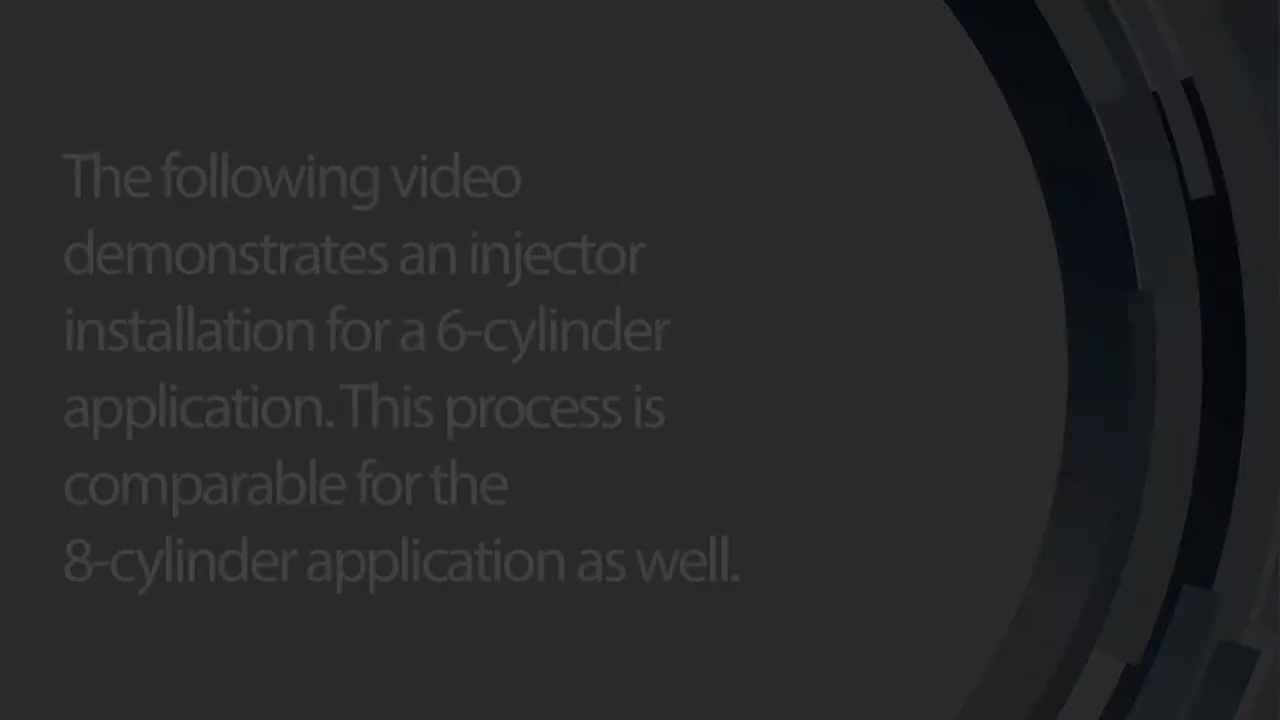 The following video
demonstrates an injector
installation for a 6-cylinder
application. This process is
comparable for the
8-cylinder application as well.